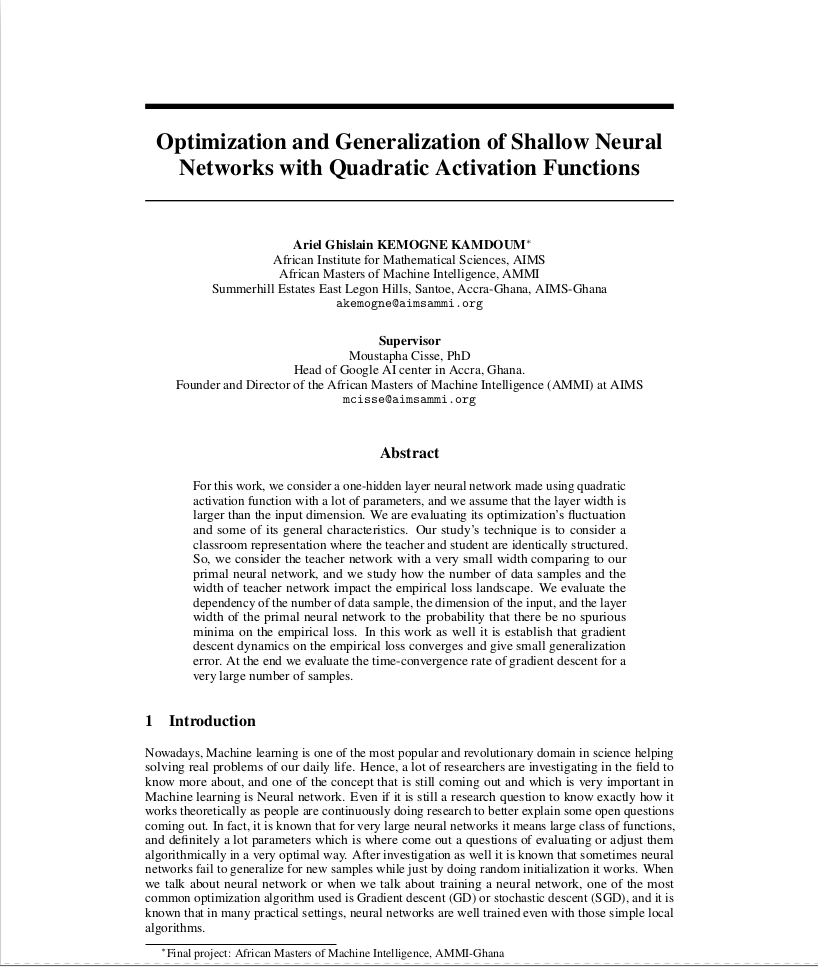 Optimization and Generalization of Shallow Neural
Networks with Quadratic Activation Functions
Ariel Ghislain KEMOGNE KAMDOUM*
African Institute for Mathematical Sciences, AIMS
African Masters of Machine Intelligence, AMMI
Summerhill Estates East Legon Hills, Santoe, Accra-Ghana, AIMS-Ghana
akemogne@aimsammi.org
Supervisor
Moustapha Cisse, PhD
Head of Google AI center in Accra, Ghana.
Founder and Director of the African Masters of Machine Intelligence (AMMI) at AIMS
mcisse@aimsammi.org
Abstract
For this work, we consider a one-hidden layer neural network made using quadratic
activation function with a lot of parameters, and we assume that the layer width is
larger than the input dimension. We are evaluating its optimization's fluctuation
and some of its general characteristics. Our study's technique is to consider a
classroom representation where the teacher and student are identically structured.
So, we consider the teacher network with a very small width comparing to our
primal neural network, and we study how the number of data samples and the
width of teacher network impact the empirical loss landscape. We evaluate the
dependency of the number of data sample, the dimension of the input, and the layer
width of the primal neural network to the probability that there be no spurious
minima on the empirical loss. In this work as well it is establish that gradient
descent dynamics on the empirical loss converges and give small generalization
error. At the end we evaluate the time-convergence rate of gradient descent for a
very large number of samples.
1 Introduction
Nowadays, Machine learning is one of the most popular and revolutionary domain in science helping
solving real problems of our daily life. Hence, a lot of researchers are investigating in the field to
know more about, and one of the concept that is still coming out and which is very important in
Machine learning is Neural network. Even if it is still a research question to know exactly how it
works theoretically as people are continuously doing research to better explain some open questions
coming out. In fact, it is known that for very large neural networks it means large class of functions,
and definitely a lot parameters which is where come out a questions of evaluating or adjust them
algorithmically in a very optimal way. After investigation as well it is known that sometimes neural
networks fail to generalize for new samples while just by doing random initialization it works. When
we talk about neural network or when we talk about training a neural network, one of the most
common optimization algorithm used is Gradient descent (GD) or stochastic descent (SGD), and it is
known that in many practical settings, neural networks are well trained even with those simple local
algorithms.
*Final project: African Masters of Machine Intelligence, AMMI-Ghana